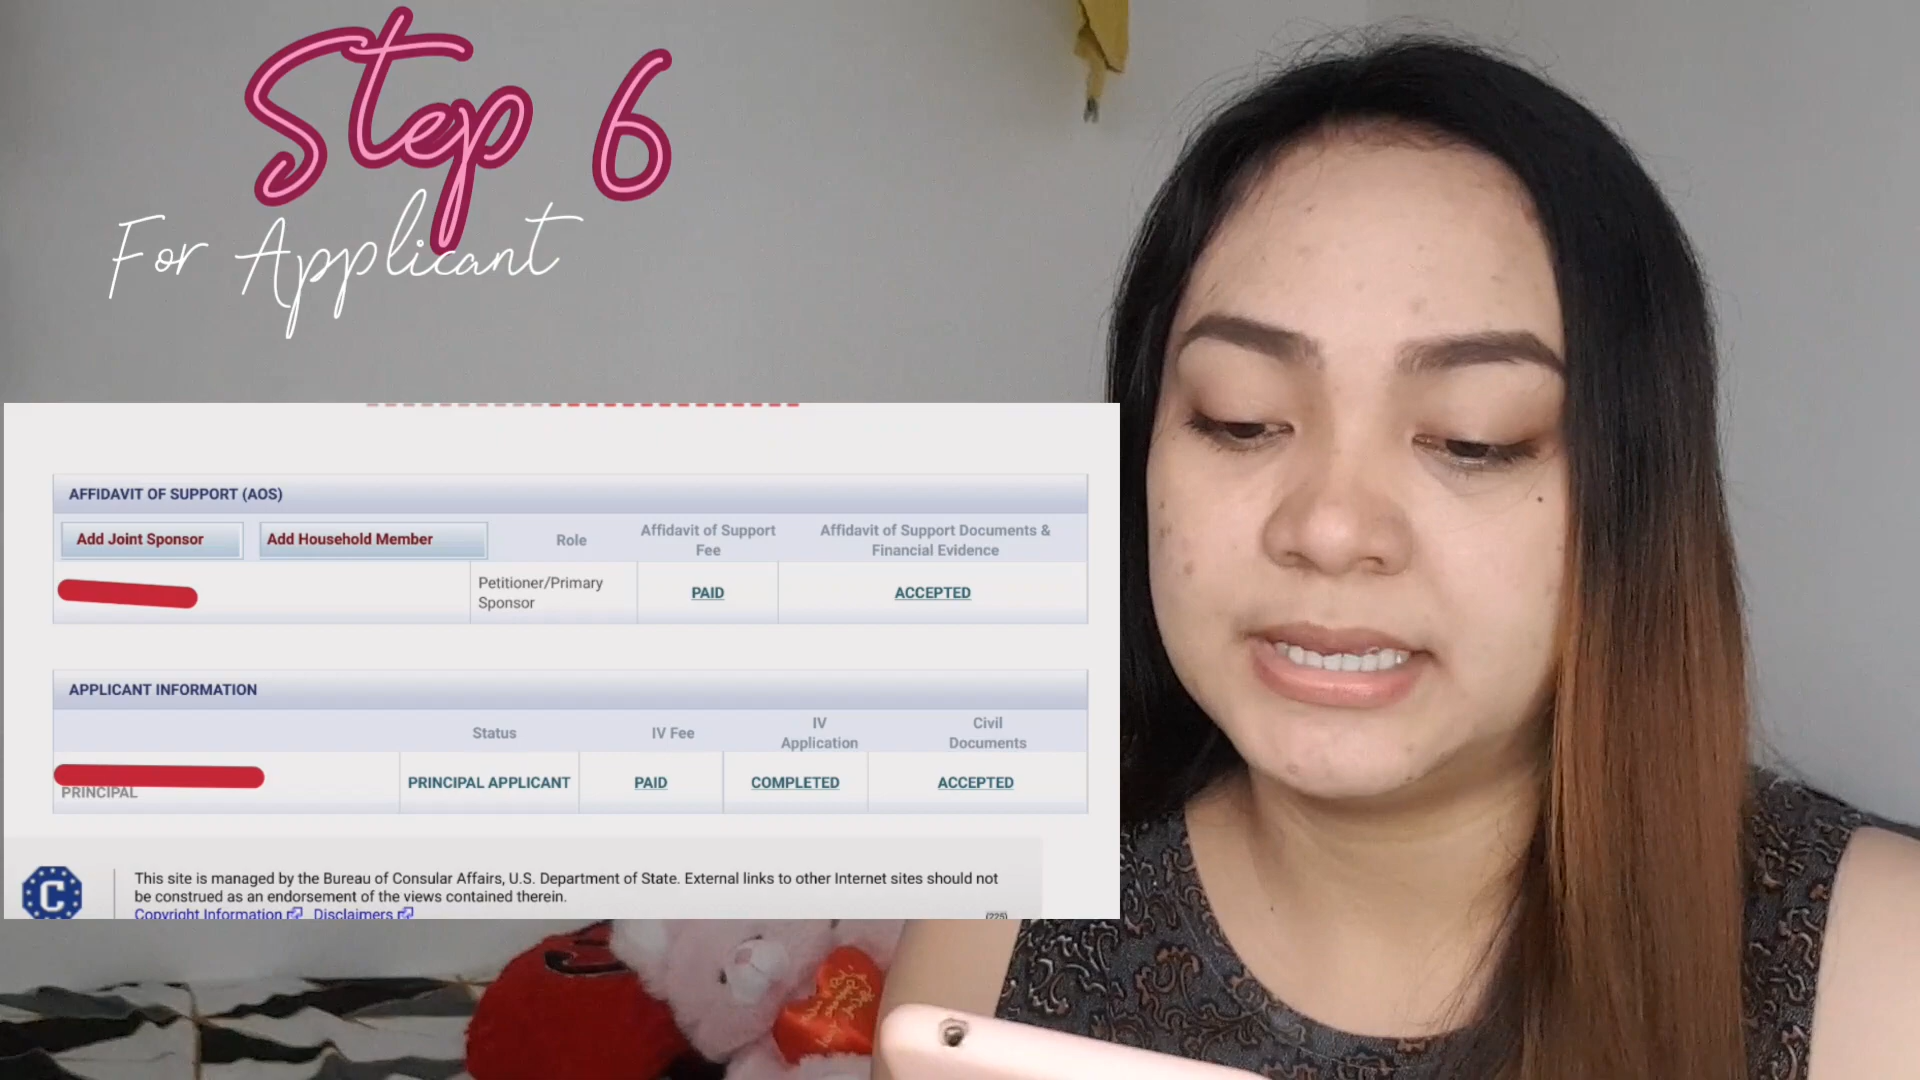 Step 6
For Applicant
AFFIDAVIT OF SUPPORT (AOS)
Add Joint Sponsor Add Household Member Role Affidavit of Support Fee Affidavit of Support Documents & Financial Evidence
Petitioner/Primary Sponsor PAID ACCEPTED
APPLICANT INFORMATION
Status IV Fee IV Application Civil Documents
PRINCIPAL PRINCIPAL APPLICANT PAID COMPLETED ACCEPTED
C
This site is managed by the Bureau of Consular Affairs, U.S. Department of State. External links to other Internet sites should not
be construed as an endorsement of the views contained therein.
Copyright Information Disclaimers
(225)